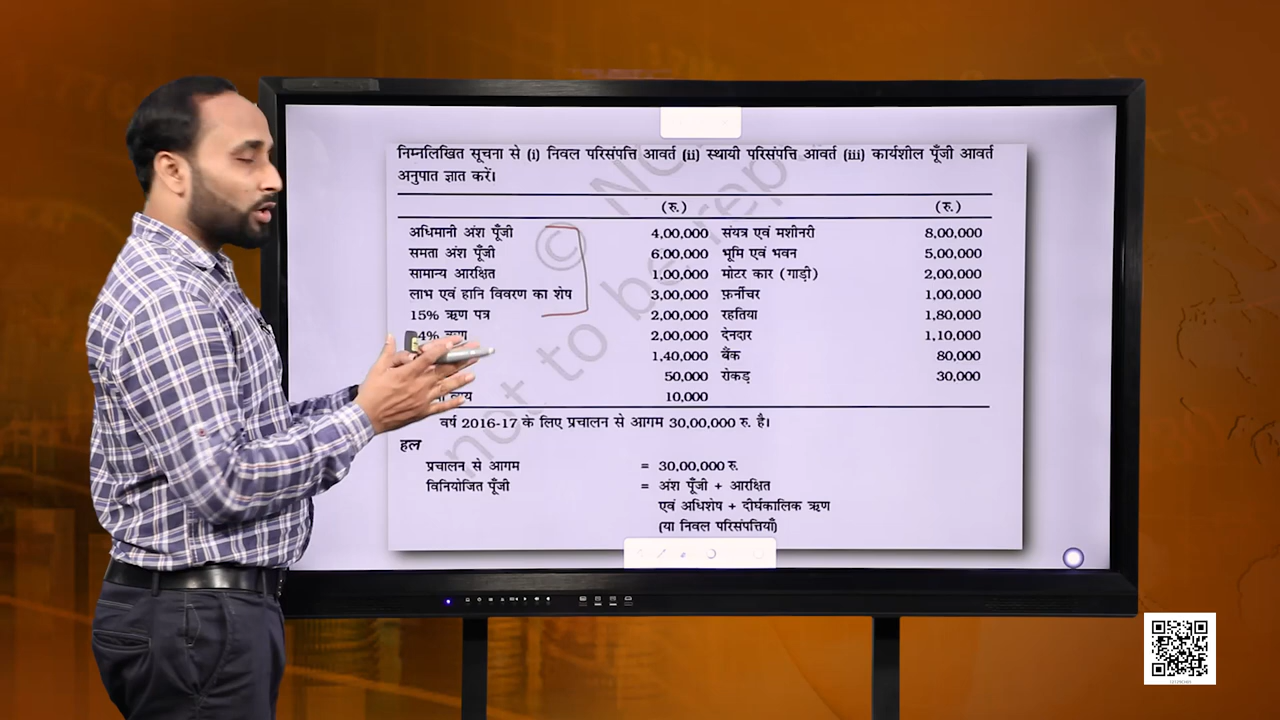 निम्नलिखित सूचना से (i) निवल परिसंपत्ति आवर्त (ii) स्थायी परिसंपत्ति आवर्त (iii) कार्यशील पूँजी आवर्त
अनुपात ज्ञात करें।
(रु.) (रु.)
अधिमानी अंश पूँजी 4,00,000 संयत्र एवं मशीनरी 8,00,000
समता अंश पूँजी 6,00,000 भूमि एवं भवन 5,00,000
सामान्य आरक्षित 1,00,000 मोटर कार (गाड़ी) 2,00,000
लाभ एवं हानि विवरण का शेष 3,00,000 फ़र्नीचर 1,00,000
15% ऋण पत्र 2,00,000 रहतिया 1,80,000
4% 2,00,000 देनदार 1,10,000
1,40,000 बैंक 80,000
50,000 रोकड़ 30,000
10,000
वर्ष 2016-17 के लिए प्रचालन से आगम 30,00,000 रु. है।
हल
प्रचालन से आगम = 30,00,000 रु.
विनियोजित पूँजी = अंश पूँजी + आरक्षित
एवं अधिशेष + दीर्घकालिक ऋण
(या निवल परिसंपत्तियाँ)
not to be rep